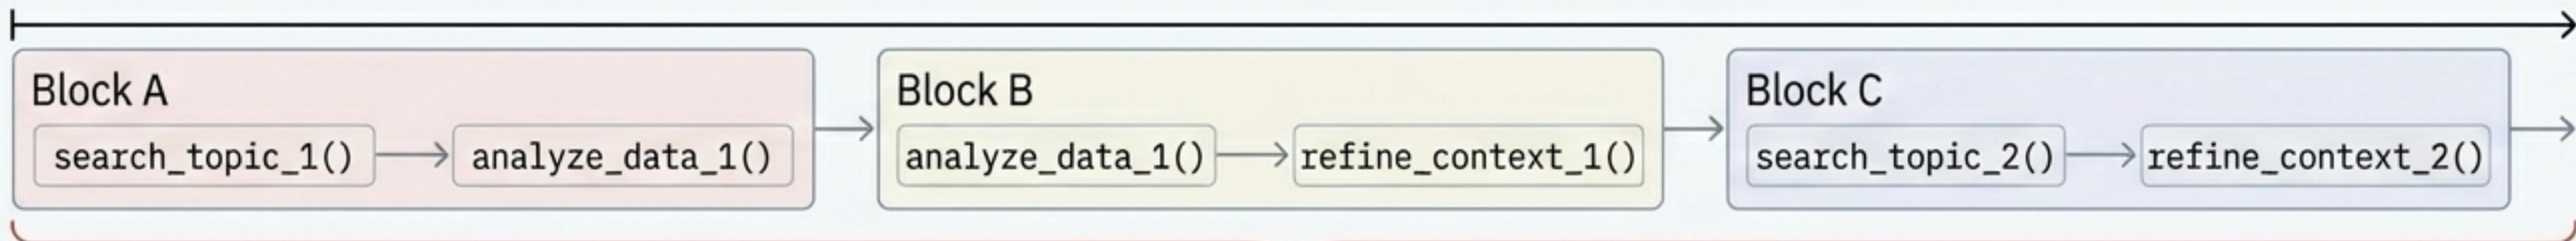 Block A
search_topic_1()
analyze_data_1()
Block B
analyze_data_1()
refine_context_1()
Block C
search_topic_2()
refine_context_2()